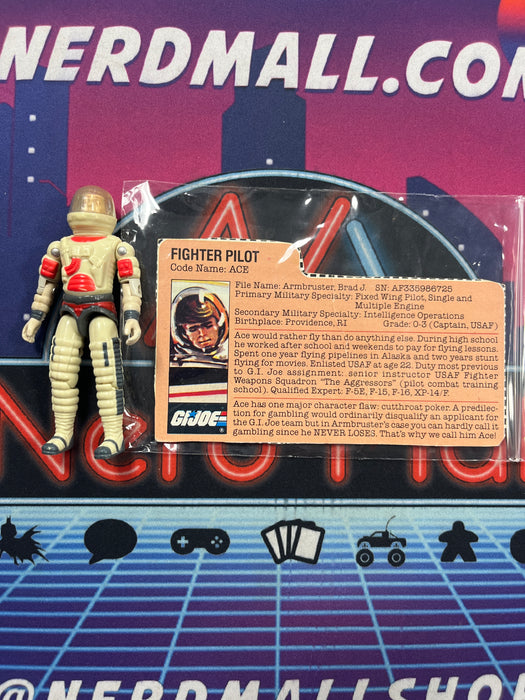 NERDMALL.COM
FIGHTER PILOT
Code Name: ACE
File Name: Armbruster, Brad J. SN: AF335986725
Primary Military Specialty: Fixed Wing Pilot, Single and
Multiple Engine
Secondary Military Specialty: Intelligence Operations
Birthplace: Providence, RI Grade: 0-3 (Captain, USAF)
Ace would rather fly than do anything else. During high school
he worked after school and weekends to pay for flying lessons.
Spent one year flying pipelines in Alaska and two years stunt
flying for movies. Enlisted USAF at age 22. Duty most previous
to G.I. Joe assignment: senior instructor USAF Fighter
Weapons Squadron "The Aggressors" (pilot combat training
school). Qualified Expert: F-5E, F-15, F-16, XP-14/F.
Ace has one major character flaw: cutthroat poker. A predilec-
tion for gambling would ordinarily disqualify an applicant for
the G.I. Joe team but in Armbruster's case you can hardly call it
gambling since he NEVER LOSES. That's why we call him Ace!
G.I. JOE
®
@NERDMALLSHO